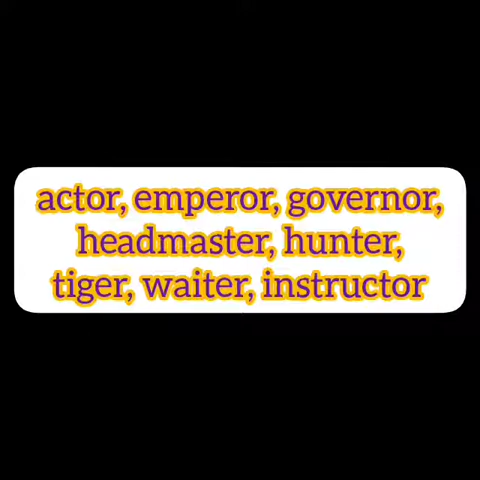 actor, emperor, governor,
headmaster, hunter,
tiger, waiter, instructor